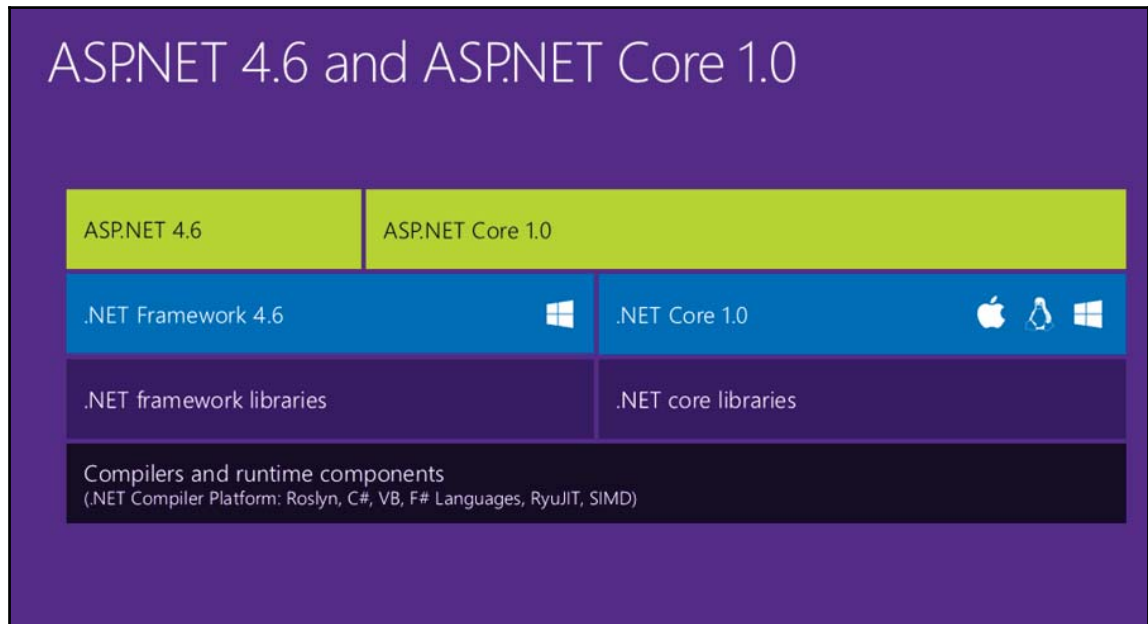 ASP.NET 4.6 and ASP.NET Core 1.0
ASP.NET 4.6
ASP.NET Core 1.0
.NET Framework 4.6
.NET Core 1.0
.NET framework libraries
.NET core libraries
Compilers and runtime components
(.NET Compiler Platform: Roslyn, C#, VB, F# Languages, RyuJIT, SIMD)